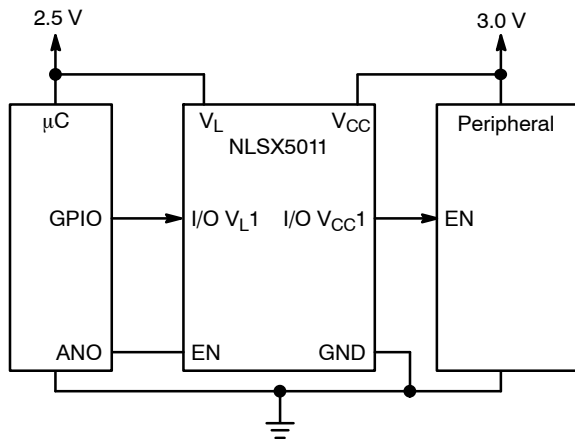 2.5 V
3.0 V
μC
V_L
V_CC
Peripheral
NLSX5011
GPIO
I/O V_L1
I/O V_CC1
EN
ANO
EN
GND